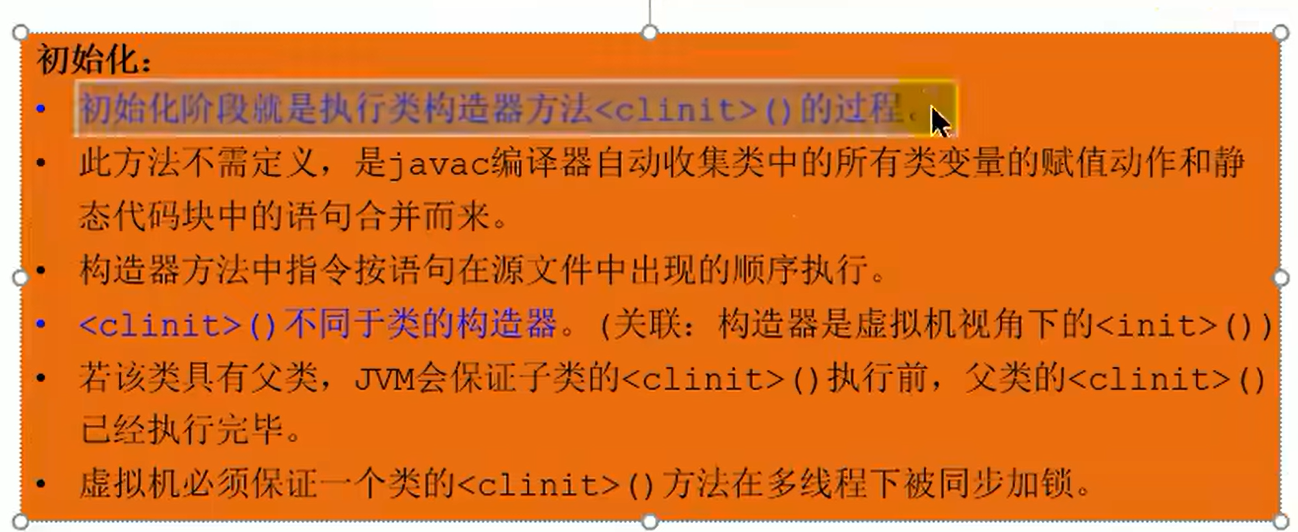 初始化：
• 初始化阶段就是执行类构造器方法<clinit>()的过程。
• 此方法不需定义，是javac编译器自动收集类中的所有类变量的赋值动作和静
态代码块中的语句合并而来。
• 构造器方法中指令按语句在源文件中出现的顺序执行。
• <clinit>()不同于类的构造器。（关联：构造器是虚拟机视角下的<init>()）
• 若该类具有父类，JVM会保证子类的<clinit>()执行前，父类的<clinit>()
已经执行完毕。
• 虚拟机必须保证一个类的<clinit>()方法在多线程下被同步加锁。